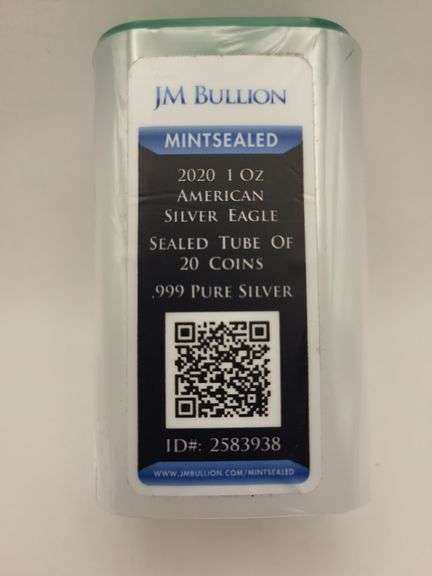 JM BULLION
MINTSEALED
2020 1 OZ
AMERICAN
SILVER EAGLE
SEALED TUBE OF
20 COINS
.999 PURE SILVER
ID#: 2583938
WWW.JMBULLION.COM/MINTSEALED